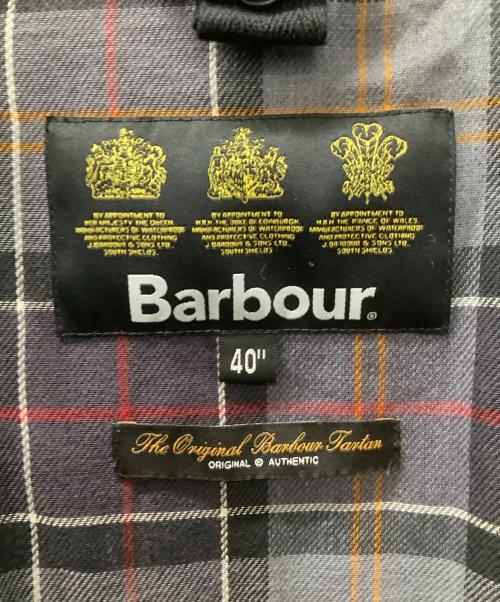 BY APPOINTMENT TO
H.R.H. THE DUKE OF EDINBURGH
MANUFACTURERS OF WATERPROOF
AND PROTECTIVE CLOTHING
J. BARBOUR & SONS LTD.
SOUTH SHIELDS.
BY APPOINTMENT TO
HER MAJESTY THE QUEEN
MANUFACTURERS OF WATERPROOF
AND PROTECTIVE CLOTHING
J. BARBOUR & SONS LTD.
SOUTH SHIELDS.
BY APPOINTMENT TO
H.R.H. THE PRINCE OF WALES.
MANUFACTURERS OF WATERPROOF
AND PROTECTIVE CLOTHING
J. BARBOUR & SONS LTD.
SOUTH SHIELDS.
Barbour®
40"
The Original Barbour Tartan
ORIGINAL ® AUTHENTIC